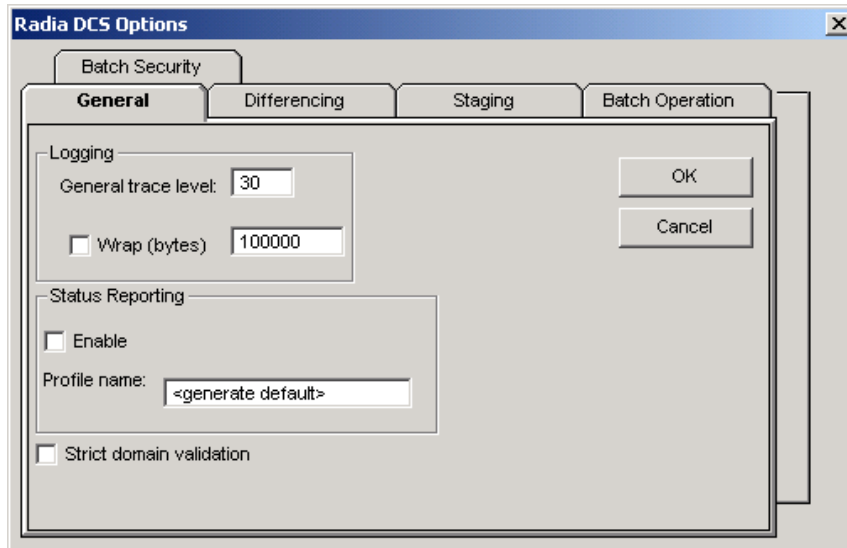 Radia DCS Options
Batch Security
General
Differencing
Staging
Batch Operation
Logging
General trace level: 30
Wrap (bytes) 100000
OK
Cancel
Status Reporting
Enable
Profile name: <generate default>
Strict domain validation